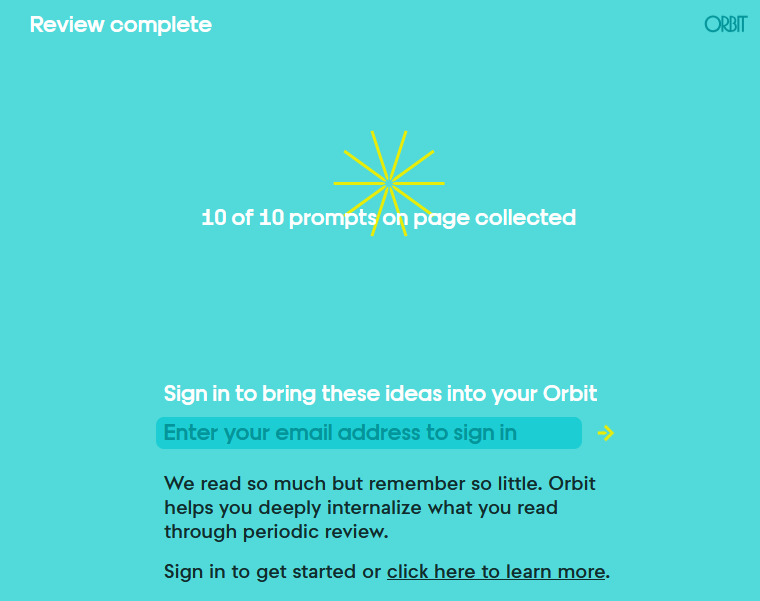 Review complete
ORBIT
10 of 10 prompts on page collected
Sign in to bring these ideas into your Orbit
Enter your email address to sign in
We read so much but remember so little. Orbit
helps you deeply internalize what you read
through periodic review.
Sign in to get started or click here to learn more.